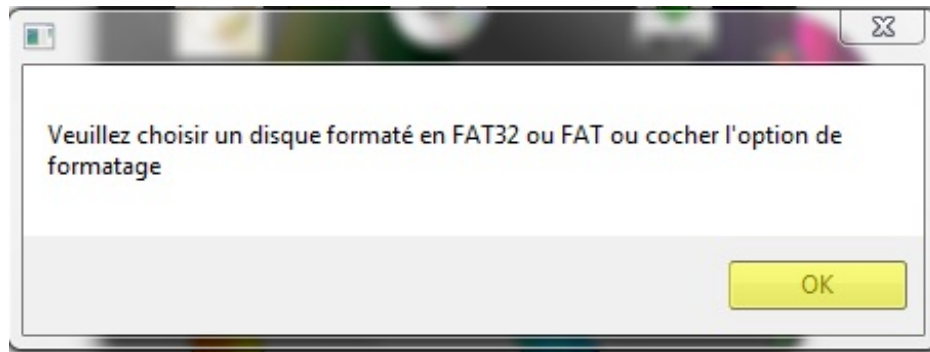 Veuillez choisir un disque formaté en FAT32 ou FAT ou cocher l'option de
formatage
OK